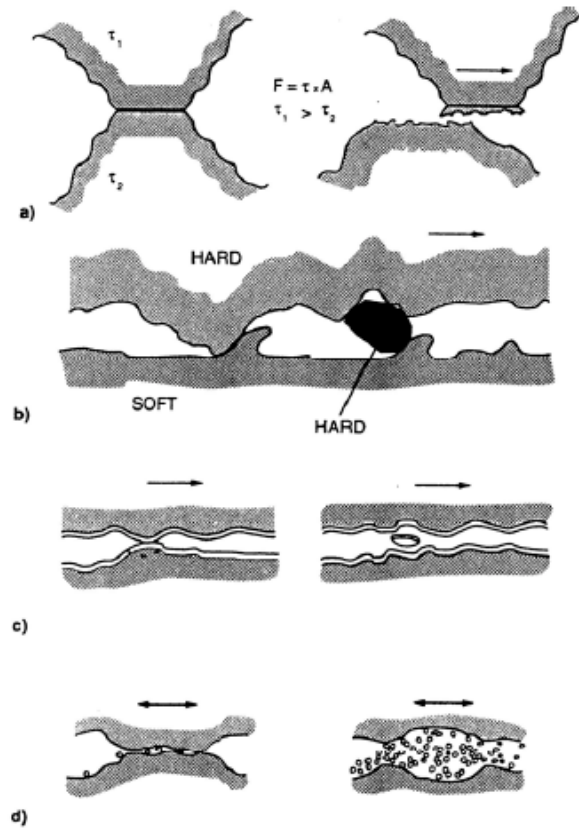 τ₁
F = τ x A
τ₁ > τ₂
τ₂
a)
HARD
SOFT
HARD
b)
c)
d)